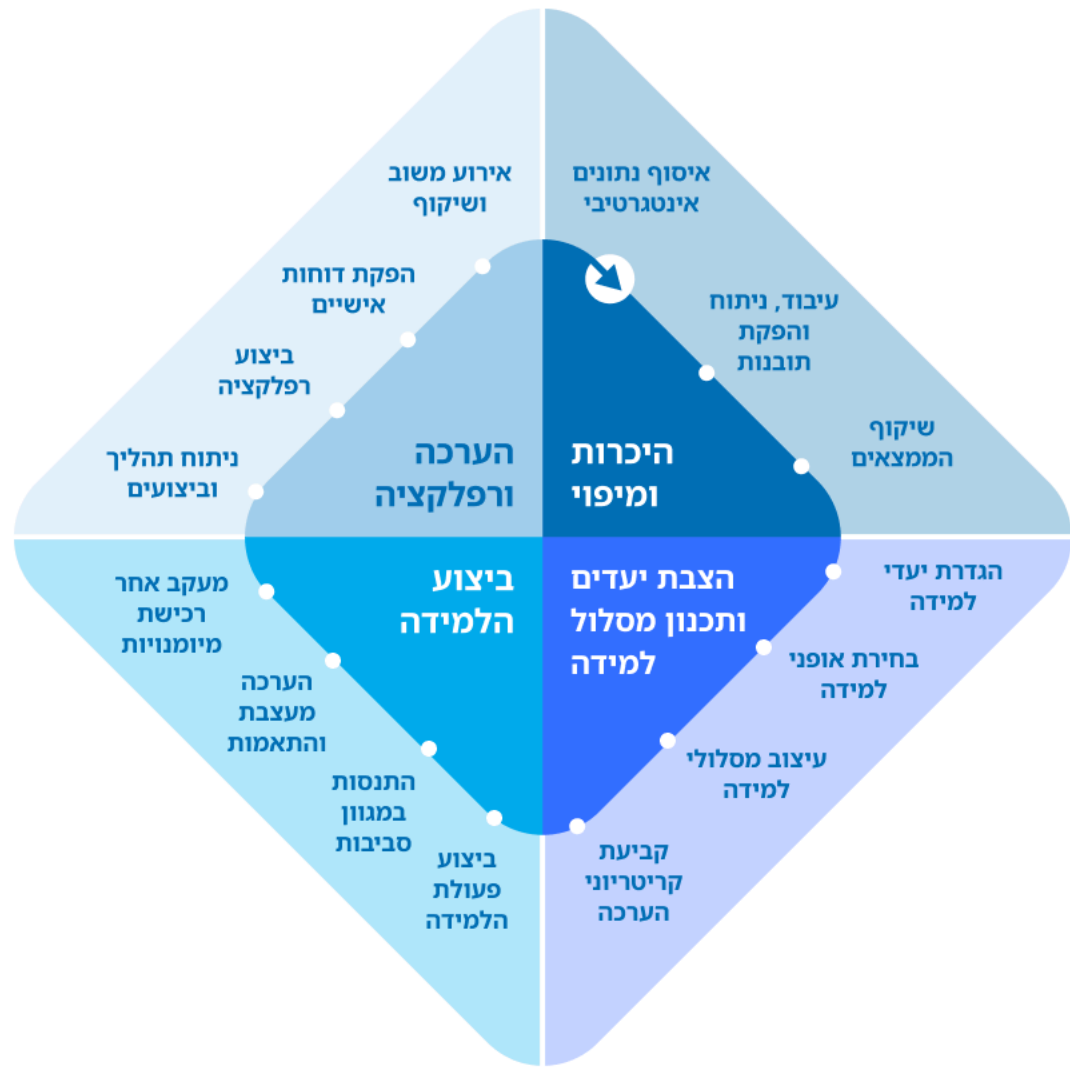 איסוף נתונים
אינטגרטיבי
עיבוד, ניתוח
והפקת
תובנות
שיקוף
הממצאים
היכרות
ומיפוי
הגדרת יעדי
למידה
בחירת אופני
למידה
עיצוב מסלולי
למידה
קביעת
קריטריוני
הערכה
הצבת יעדים
ותכנון מסלול
למידה
ביצוע
פעולת
הלמידה
התנסות
במגוון
סביבות
הערכה
מעצבת
והתאמות
מעקב אחר
רכישת
מיומנויות
ביצוע
הלמידה
ניתוח תהליך
וביצועים
ביצוע
רפלקציה
הפקת דוחות
אישיים
אירוע משוב
ושיקוף
הערכה
ורפלקציה